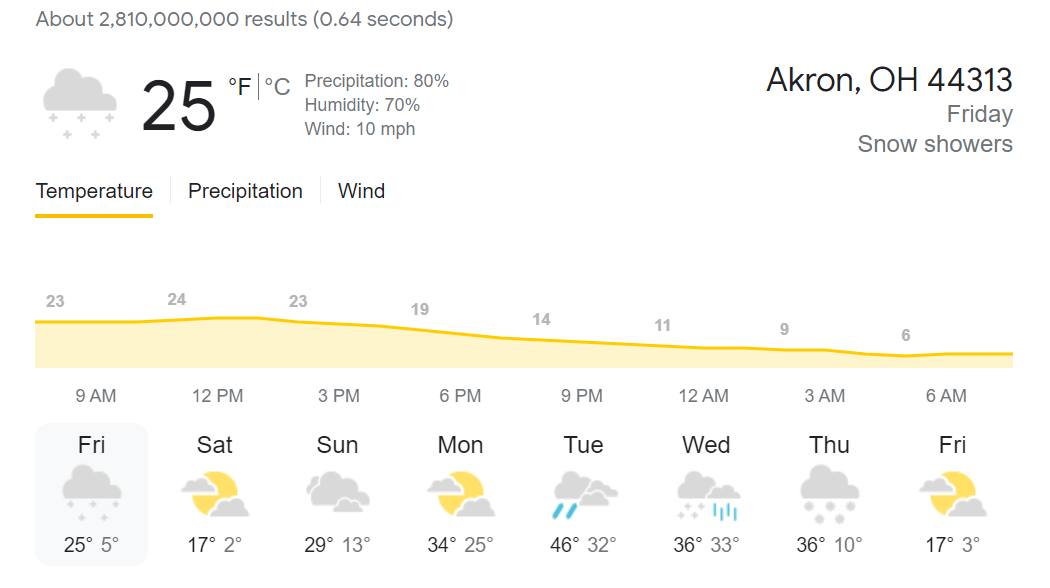 About 2,810,000,000 results (0.64 seconds)
25 °F | °C
Precipitation: 80%
Humidity: 70%
Wind: 10 mph
Akron, OH 44313
Friday
Snow showers
Temperature Precipitation Wind
23 24 23 19 14 11 9 6
9 AM 12 PM 3 PM 6 PM 9 PM 12 AM 3 AM 6 AM
Fri Sat Sun Mon Tue Wed Thu Fri
25° 5° 17° 2° 29° 13° 34° 25° 46° 32° 36° 33° 36° 10° 17° 3°